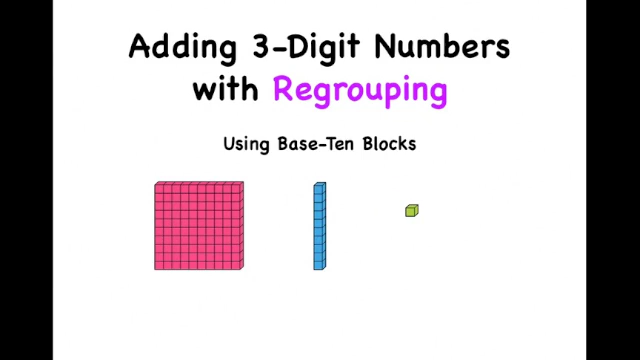 Adding 3-Digit Numbers
with Regrouping
Using Base-Ten Blocks